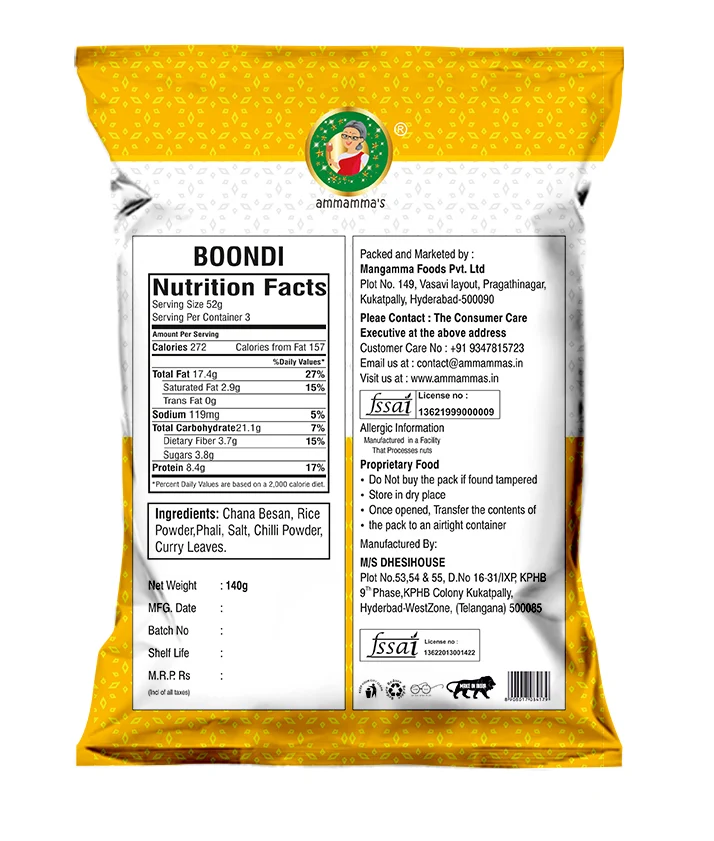 ®
ammamma's
BOONDI
Nutrition Facts
Serving Size 52g
Serving Per Container 3
Amount Per Serving
Calories 272 Calories from Fat 157
%Daily Values*
Total Fat 17.4g 27%
Saturated Fat 2.9g 15%
Trans Fat 0g
Sodium 119mg 5%
Total Carbohydrate21.1g 7%
Dietary Fiber 3.7g 15%
Sugars 3.8g
Protein 8.4g 17%
*Percent Daily Values are based on a 2,000 calorie diet.
Ingredients: Chana Besan, Rice
Powder,Phali, Salt, Chilli Powder,
Curry Leaves.
Net Weight : 140g
MFG. Date :
Batch No :
Shelf Life :
M.R.P. Rs :
(Incl of all taxes)
Packed and Marketed by :
Mangamma Foods Pvt. Ltd
Plot No. 149, Vasavi layout, Pragathinagar,
Kukatpally, Hyderabad-500090
Pleae Contact : The Consumer Care
Executive at the above address
Customer Care No : +91 9347815723
Email us at : contact@ammammas.in
Visit us at : www.ammammas.in
fssai License no :
13621999000009
Allergic Information
Manufactured in a Facility
That Processes nuts
Proprietary Food
• Do Not buy the pack if found tampered
• Store in dry place
• Once opened, Transfer the contents of
• the pack to an airtight container
Manufactured By:
M/S DHESIHOUSE
Plot No.53,54 & 55, D.No 16-31/IXP, KPHB
9Th Phase,KPHB Colony Kukatpally,
Hyderbad-WestZone, (Telangana) 500085
fssai License no :
13622013001422
MAKE IN INDIA